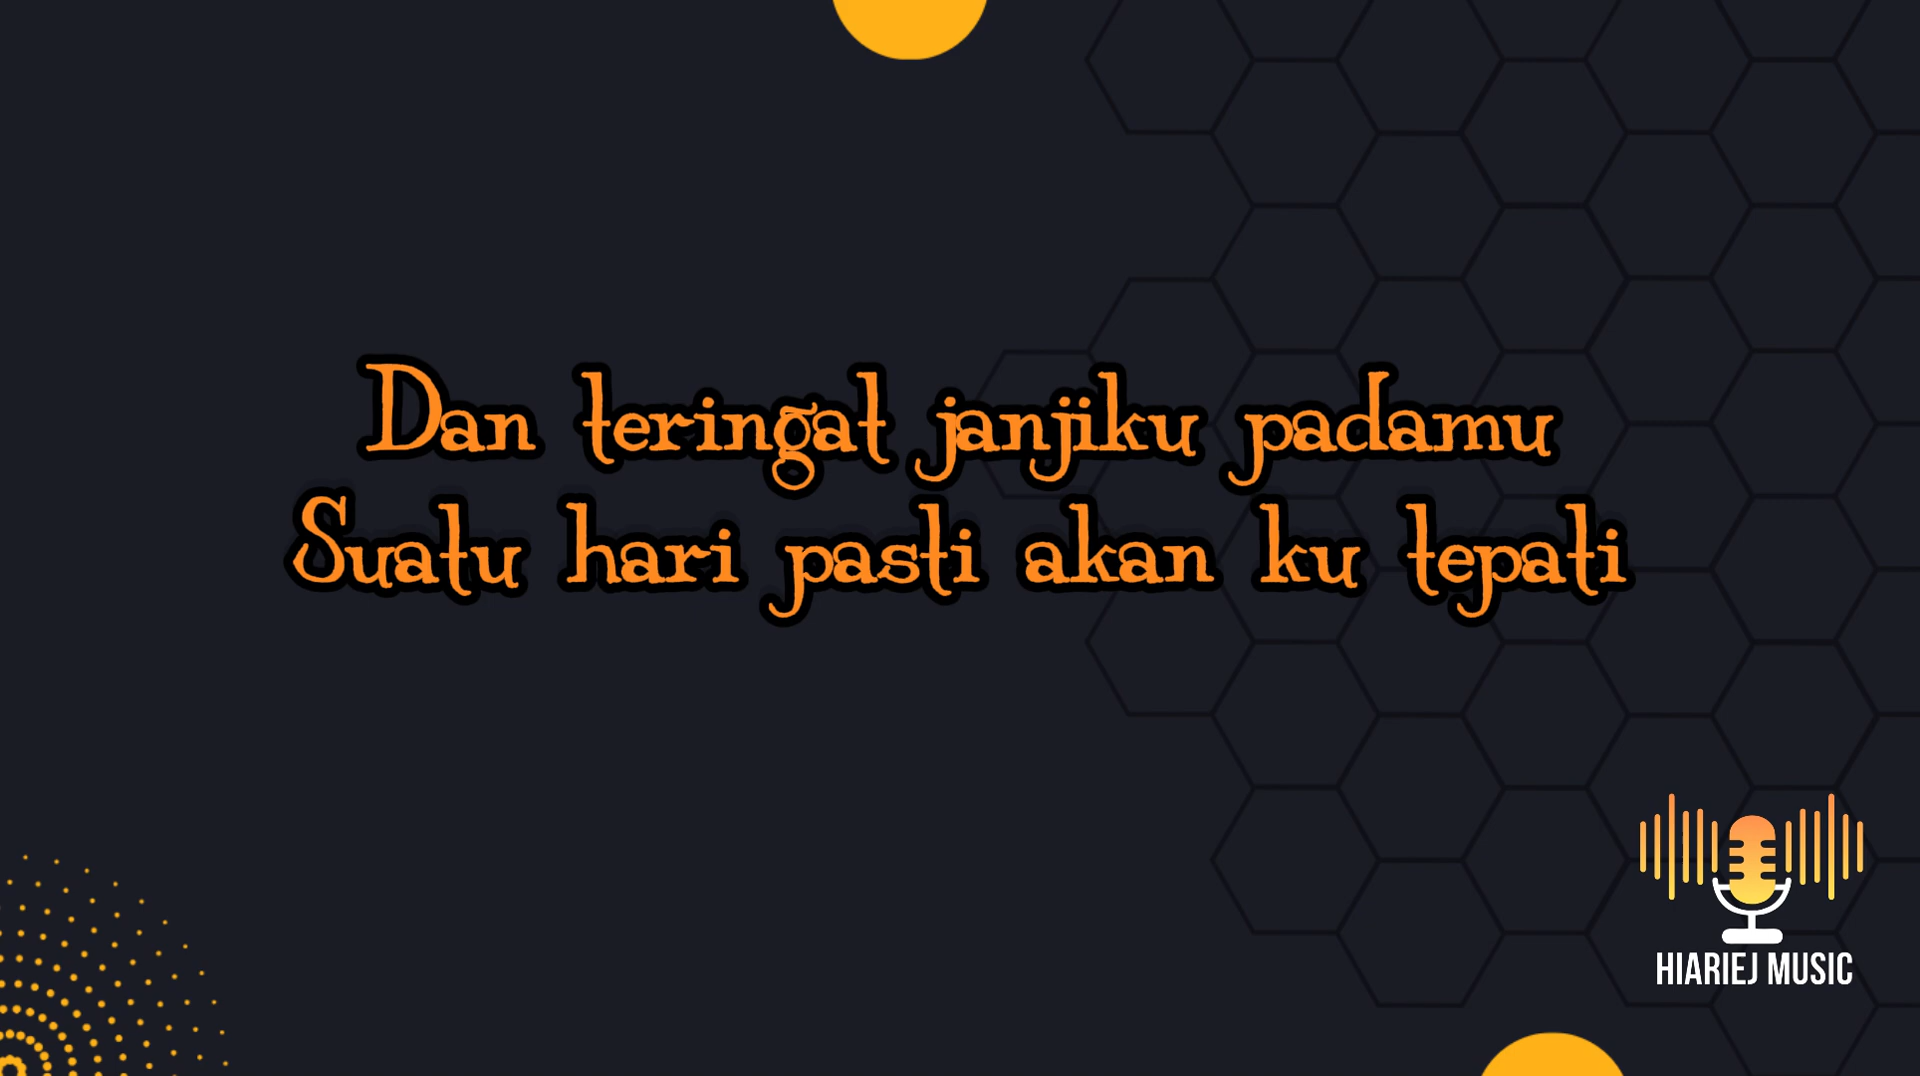 Dan teringat janjiku padamu
Suatu hari pasti akan ku tepati
HIARIEJ MUSIC